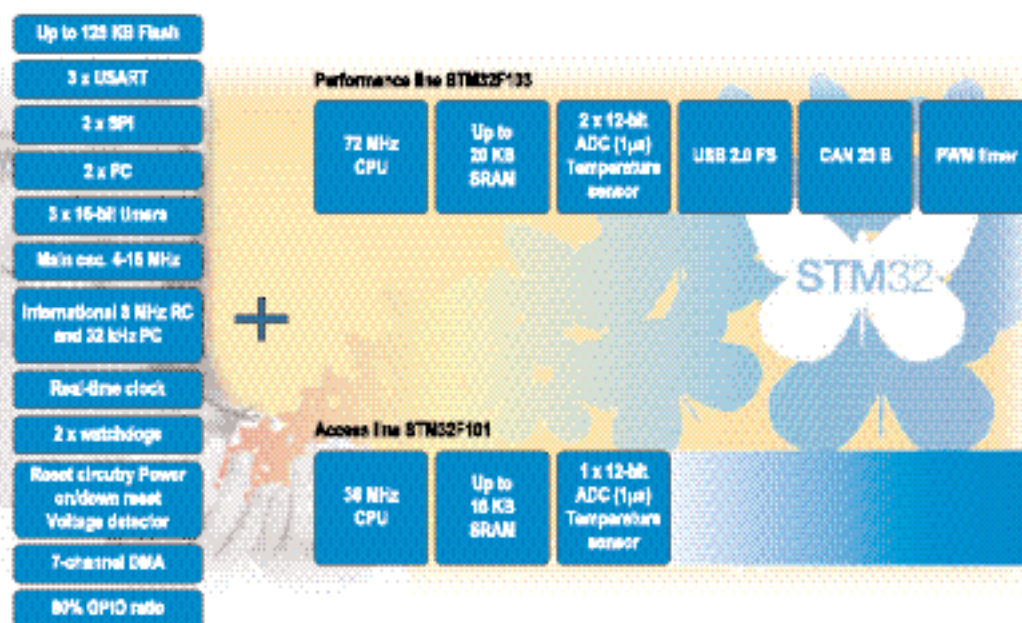 Up to 128 KB Flash
3 x USART
2 x SPI
2 x I²C
3 x 16-bit timers
Main osc. 4-16 MHz
International 8 MHz RC
and 32 kHz PC
Real-time clock
2 x watchdogs
Reset circuitry Power
on/down reset
Voltage detector
7-channel DMA
80% GPIO ratio
+
Performance line STM32F103
72 MHz
CPU
Up to
20 KB
SRAM
2 x 12-bit
ADC (1µs)
Temperature
sensor
USB 2.0 FS
CAN 20 B
PWM timer
STM32
Access line STM32F101
36 MHz
CPU
Up to
16 KB
SRAM
1 x 12-bit
ADC (1µs)
Temperature
sensor